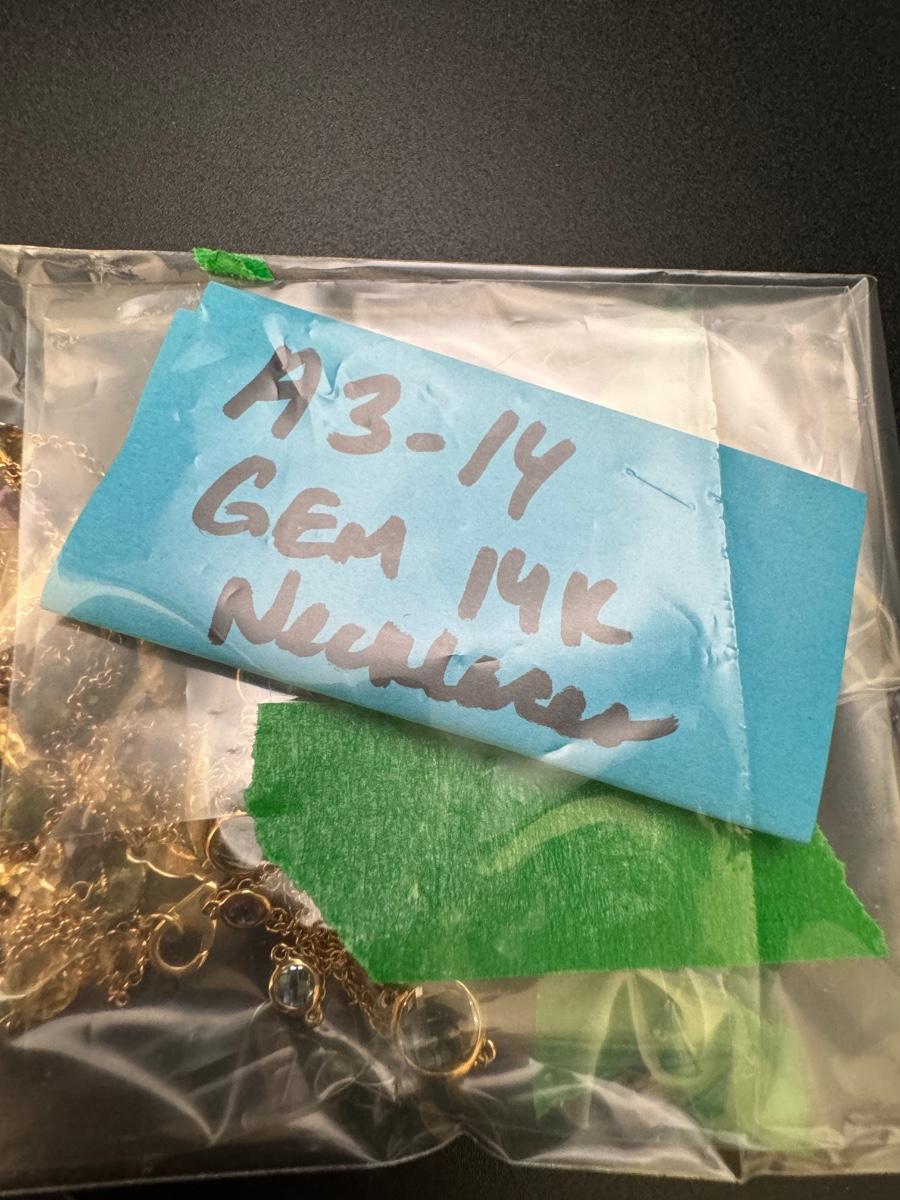 A3-14
GEM 14K
Necklaces